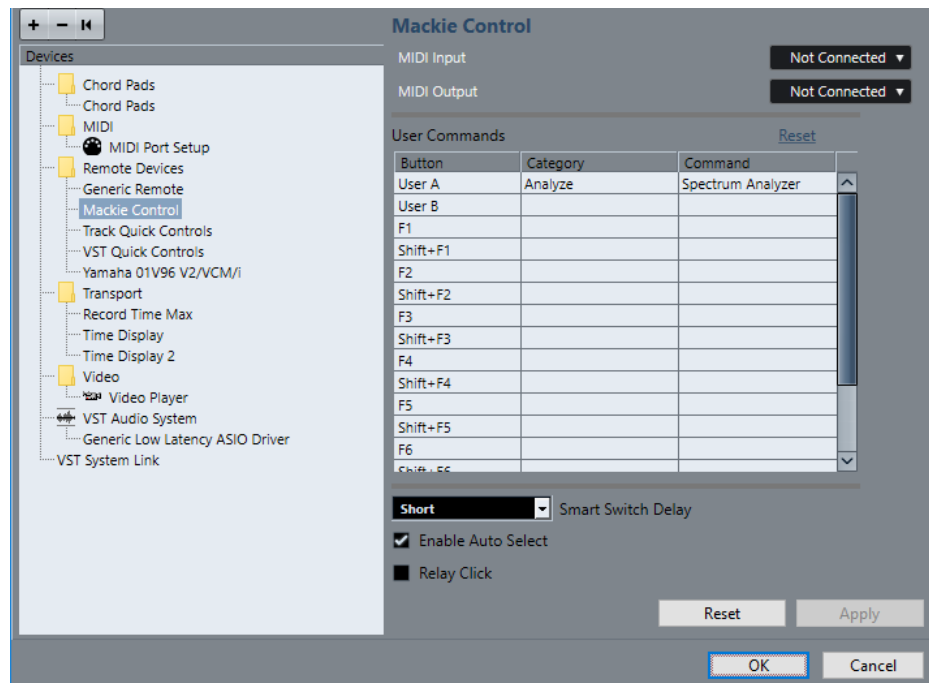 Devices
Chord Pads
Chord Pads
MIDI
MIDI Port Setup
Remote Devices
Generic Remote
Mackie Control
Track Quick Controls
VST Quick Controls
Yamaha 01V96 V2/VCM/i
Transport
Record Time Max
Time Display
Time Display 2
Video
Video Player
VST Audio System
Generic Low Latency ASIO Driver
VST System Link
Mackie Control
MIDI Input Not Connected
MIDI Output Not Connected
User Commands Reset
Button Category Command
User A Analyze Spectrum Analyzer
User B
F1
Shift+F1
F2
Shift+F2
F3
Shift+F3
F4
Shift+F4
F5
Shift+F5
F6
Shift+F6
Short Smart Switch Delay
Enable Auto Select
Relay Click
Reset Apply
OK Cancel